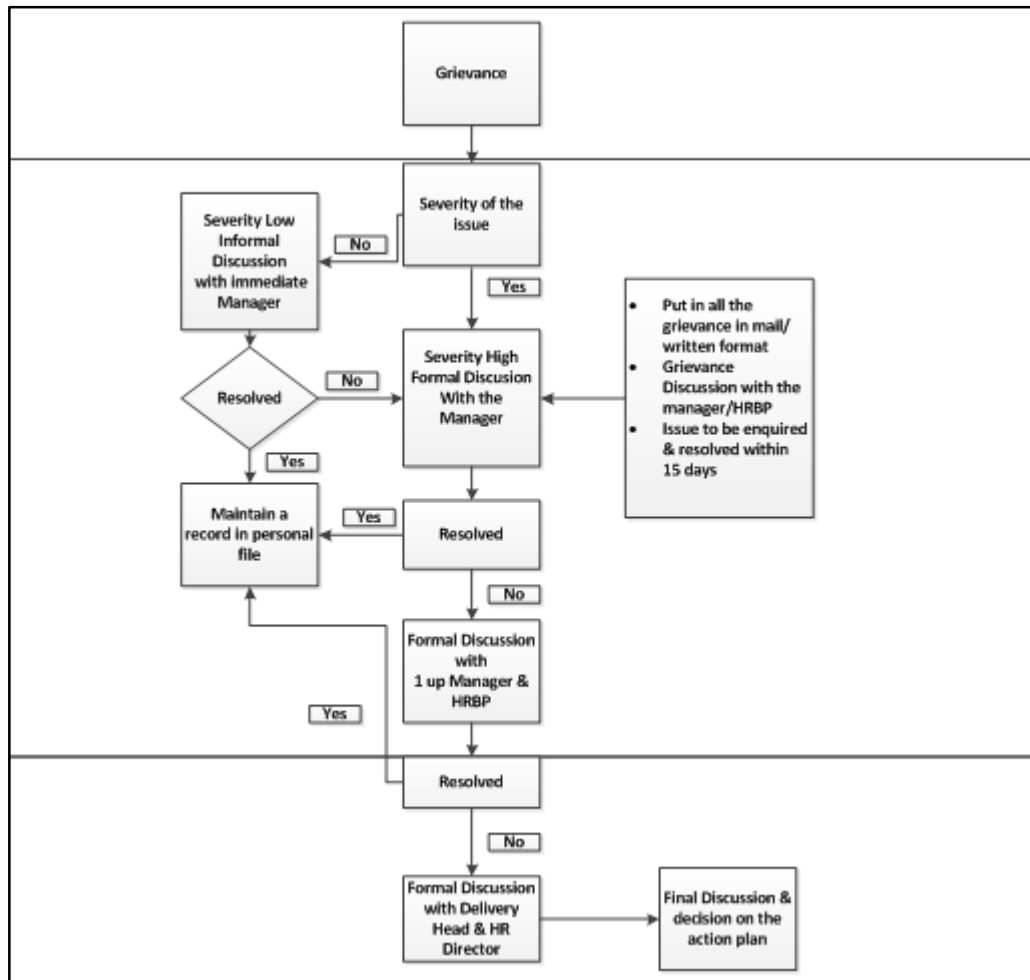 Grievance
Severity of the
issue
Severity Low
Informal
Discussion
with immediate
Manager
No
Yes
• Put in all the
grievance in mail/
written format
• Grievance
Discussion with the
manager/HRBP
• Issue to be enquired
& resolved within
15 days
Severity High
Formal Discusion
With the
Manager
Resolved
No
Yes
Maintain a
record in personal
file
Yes
Resolved
No
Formal Discussion
with
1 up Manager &
HRBP
Yes
Resolved
No
Formal Discussion
with Delivery
Head & HR
Director
Final Discussion &
decision on the
action plan